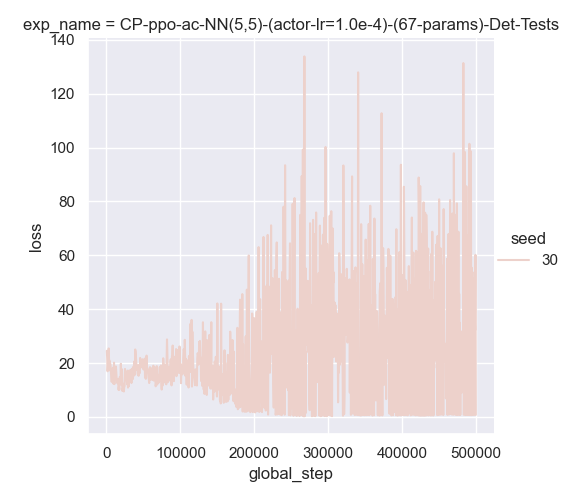 exp_name = CP-ppo-ac-NN(5,5)-(actor-lr=1.0e-4)-(67-params)-Det-Tests
140
120
100
80
60
40
20
0
loss
0 100000 200000 300000 400000 500000
global_step
seed
30